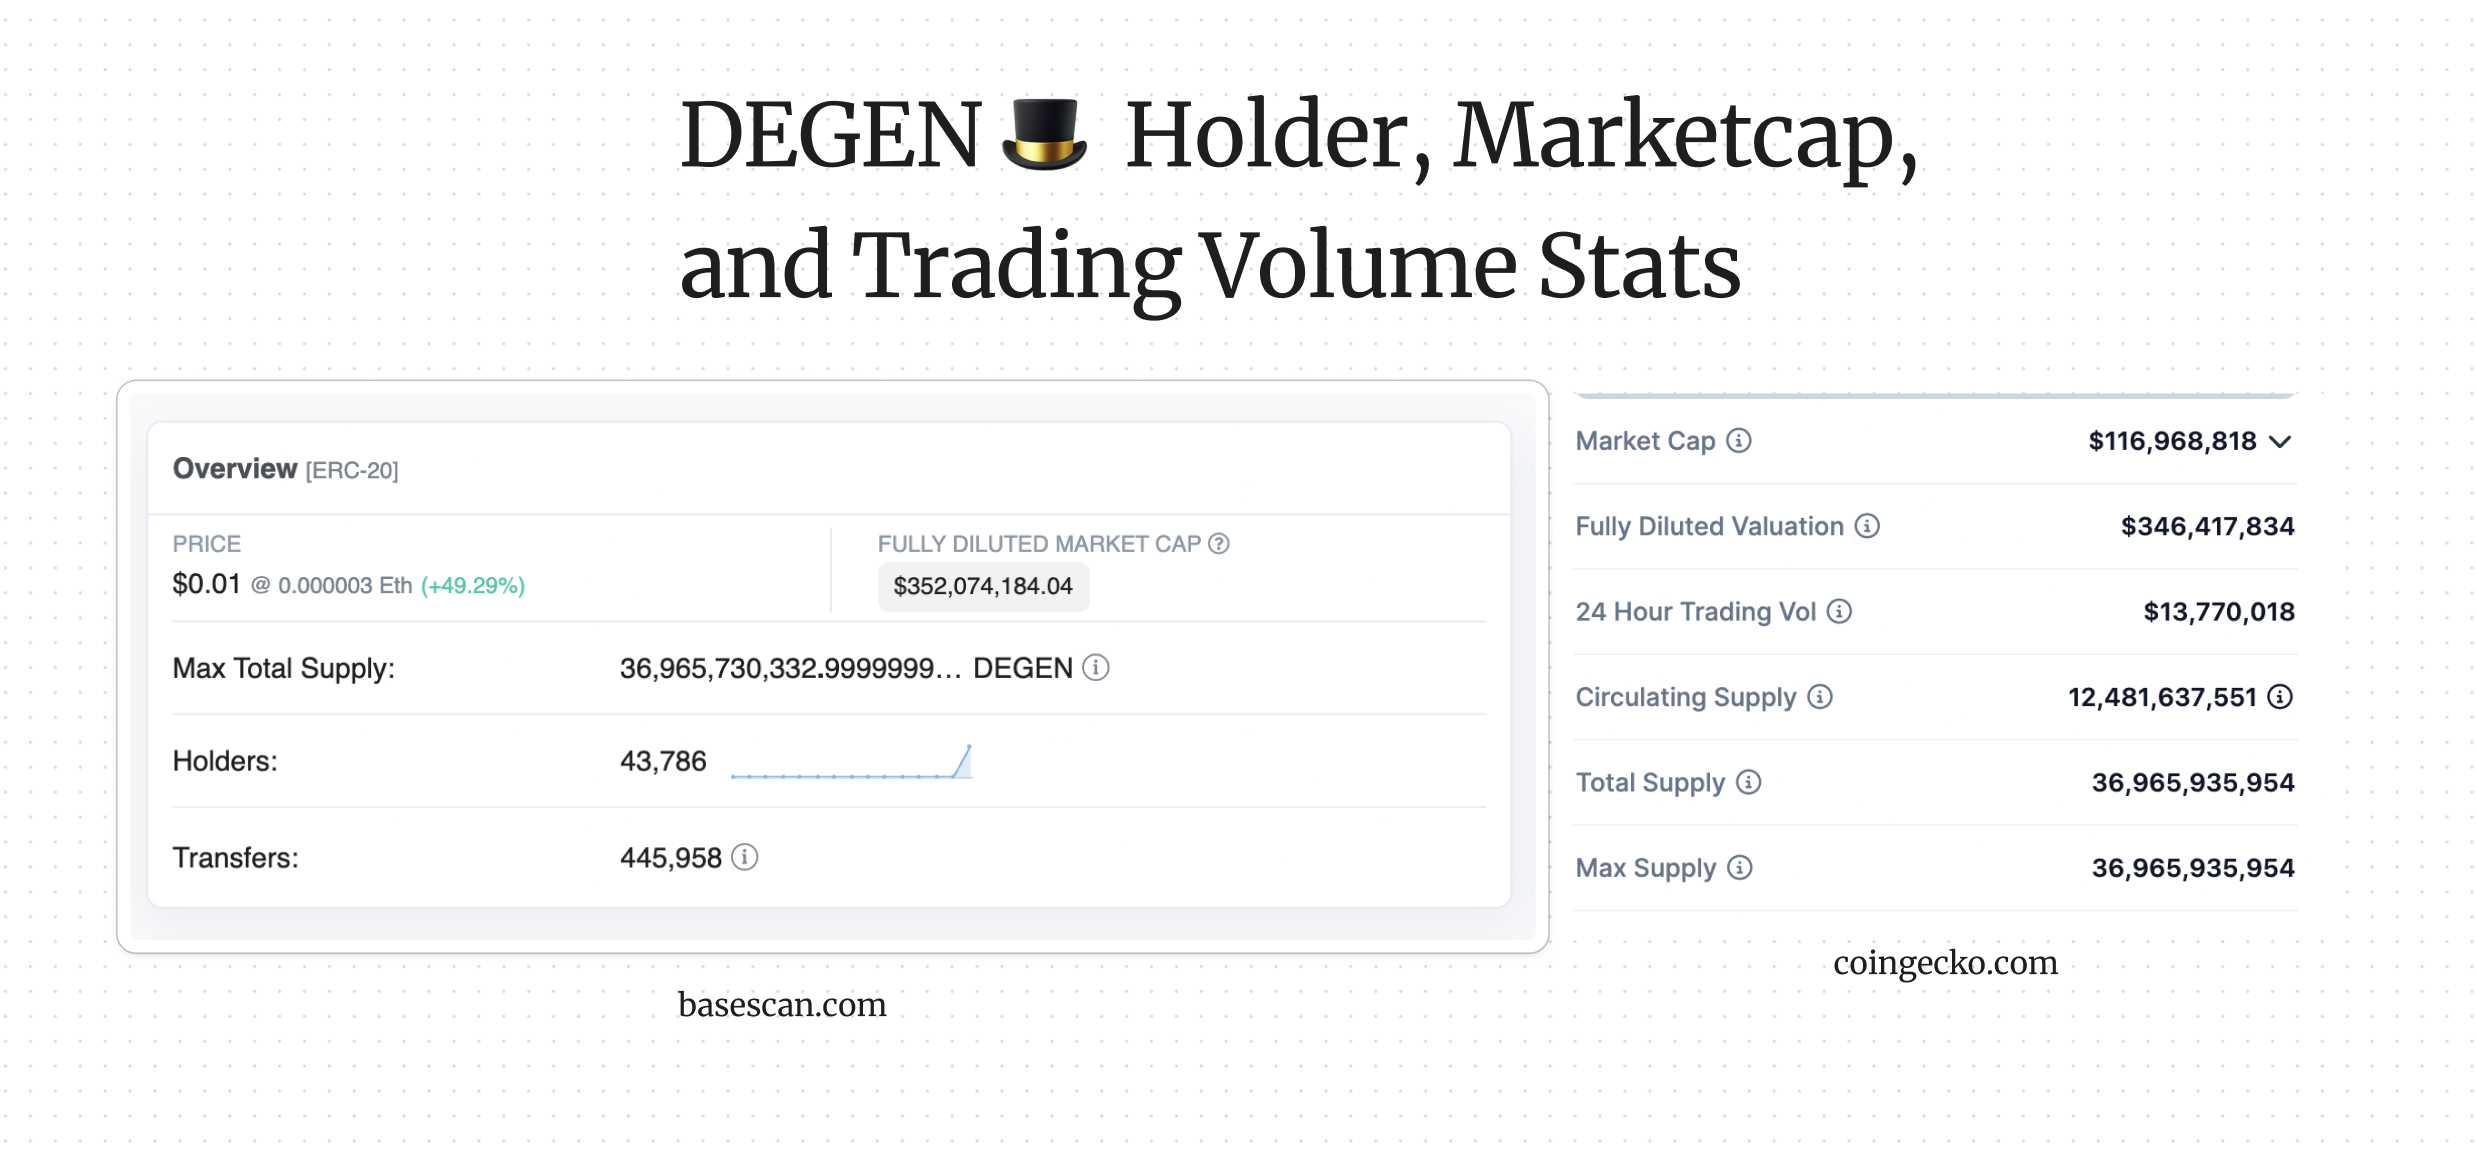 DEGEN🎩 Holder, Marketcap,
and Trading Volume Stats
Overview [ERC-20]
PRICE
$0.01 @ 0.000003 Eth (+49.29%)
FULLY DILUTED MARKET CAP
$352,074,184.04
Max Total Supply: 36,965,730,332.9999999... DEGEN
Holders: 43,786
Transfers: 445,958
basescan.com
Market Cap $116,968,818
Fully Diluted Valuation $346,417,834
24 Hour Trading Vol $13,770,018
Circulating Supply 12,481,637,551
Total Supply 36,965,935,954
Max Supply 36,965,935,954
coingecko.com